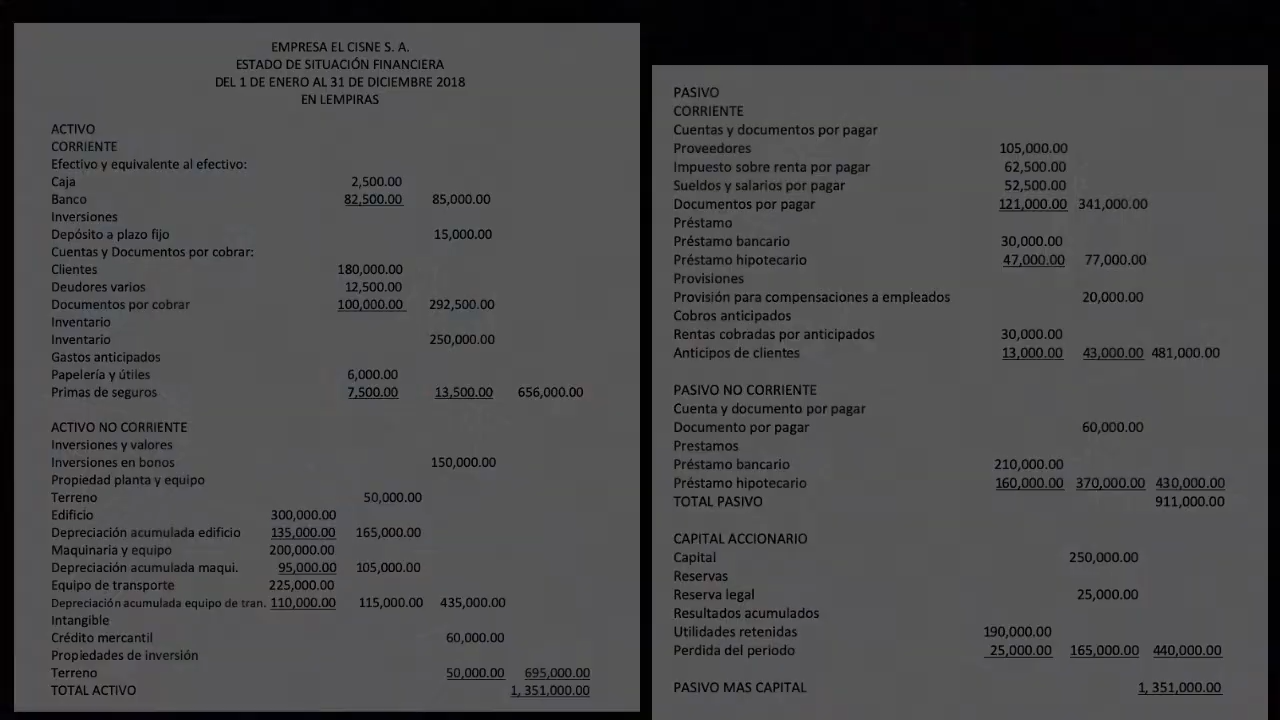 EMPRESA EL CISNE S. A.
ESTADO DE SITUACIÓN FINANCIERA
DEL 1 DE ENERO AL 31 DE DICIEMBRE 2018
EN LEMPIRAS
ACTIVO
CORRIENTE
Efectivo y equivalente al efectivo:
Caja 2,500.00
Banco 82,500.00 85,000.00
Inversiones
Depósito a plazo fijo 15,000.00
Cuentas y Documentos por cobrar:
Clientes 180,000.00
Deudores varios 12,500.00
Documentos por cobrar 100,000.00 292,500.00
Inventario
Inventario 250,000.00
Gastos anticipados
Papelería y útiles 6,000.00
Primas de seguros 7,500.00 13,500.00 656,000.00
ACTIVO NO CORRIENTE
Inversiones y valores
Inversiones en bonos 150,000.00
Propiedad planta y equipo
Terreno 50,000.00
Edificio 300,000.00
Depreciación acumulada edificio 135,000.00 165,000.00
Maquinaria y equipo 200,000.00
Depreciación acumulada maqui. 95,000.00 105,000.00
Equipo de transporte 225,000.00
Depreciación acumulada equipo de tran. 110,000.00 115,000.00 435,000.00
Intangible
Crédito mercantil 60,000.00
Propiedades de inversión
Terreno 50,000.00 695,000.00
TOTAL ACTIVO 1, 351,000.00
PASIVO
CORRIENTE
Cuentas y documentos por pagar
Proveedores 105,000.00
Impuesto sobre renta por pagar 62,500.00
Sueldos y salarios por pagar 52,500.00
Documentos por pagar 121,000.00 341,000.00
Préstamo
Préstamo bancario 30,000.00
Préstamo hipotecario 47,000.00 77,000.00
Provisiones
Provisión para compensaciones a empleados 20,000.00
Cobros anticipados
Rentas cobradas por anticipados 30,000.00
Anticipos de clientes 13,000.00 43,000.00 481,000.00
PASIVO NO CORRIENTE
Cuenta y documento por pagar
Documento por pagar 60,000.00
Prestamos
Préstamo bancario 210,000.00
Préstamo hipotecario 160,000.00 370,000.00 430,000.00
TOTAL PASIVO 911,000.00
CAPITAL ACCIONARIO
Capital 250,000.00
Reservas
Reserva legal 25,000.00
Resultados acumulados
Utilidades retenidas 190,000.00
Perdida del periodo 25,000.00 165,000.00 440,000.00
PASIVO MAS CAPITAL 1, 351,000.00